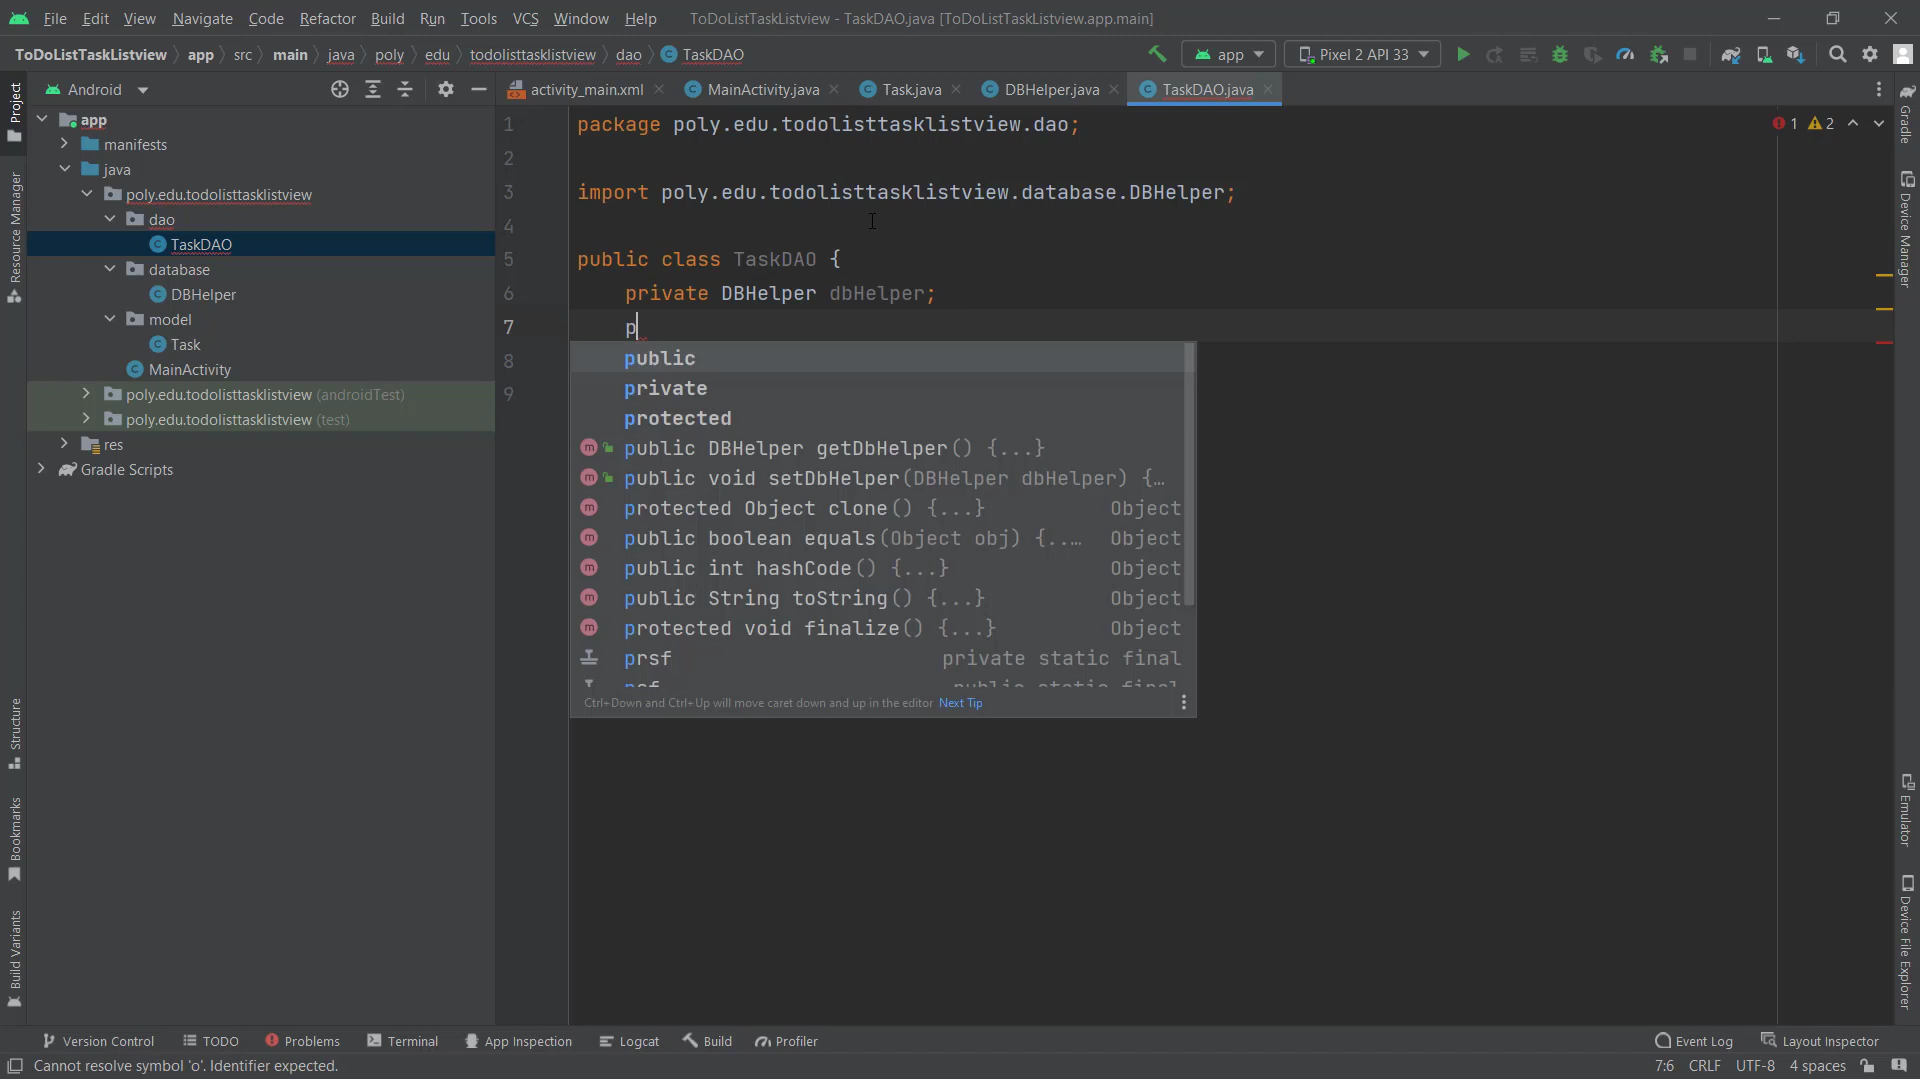 File Edit View Navigate Code Refactor Build Run Tools VCS Window Help ToDoListTaskListview - TaskDAO.java [ToDoListTaskListview.app.main]
ToDoListTaskListview app src main java poly edu todolisttasklistview dao TaskDAO app Pixel 2 API 33
Android
activity_main.xml MainActivity.java Task.java DBHelper.java TaskDAO.java
Project
Resource Manager
Structure
Bookmarks
Build Variants
app
manifests
java
poly.edu.todolisttasklistview
dao
TaskDAO
database
DBHelper
model
Task
MainActivity
poly.edu.todolisttasklistview (androidTest)
poly.edu.todolisttasklistview (test)
res
Gradle Scripts
1 package poly.edu.todolisttasklistview.dao;
2
3 import poly.edu.todolisttasklistview.database.DBHelper;
4
5 public class TaskDAO {
6 private DBHelper dbHelper;
7 p
8
9
1 2
public
private
protected
public DBHelper getDbHelper() {...}
public void setDbHelper(DBHelper dbHelper) {…
protected Object clone() {...} Object
public boolean equals(Object obj) {..… Object
public int hashCode() {...} Object
public String toString() {...} Object
protected void finalize() {...} Object
prsf private static final
psf public static final
Ctrl+Down and Ctrl+Up will move caret down and up in the editor Next Tip
Gradle
Device Manager
Emulator
Device File Explorer
Version Control TODO Problems Terminal App Inspection Logcat Build Profiler Event Log Layout Inspector
Cannot resolve symbol 'o'. Identifier expected. 7:6 CRLF UTF-8 4 spaces